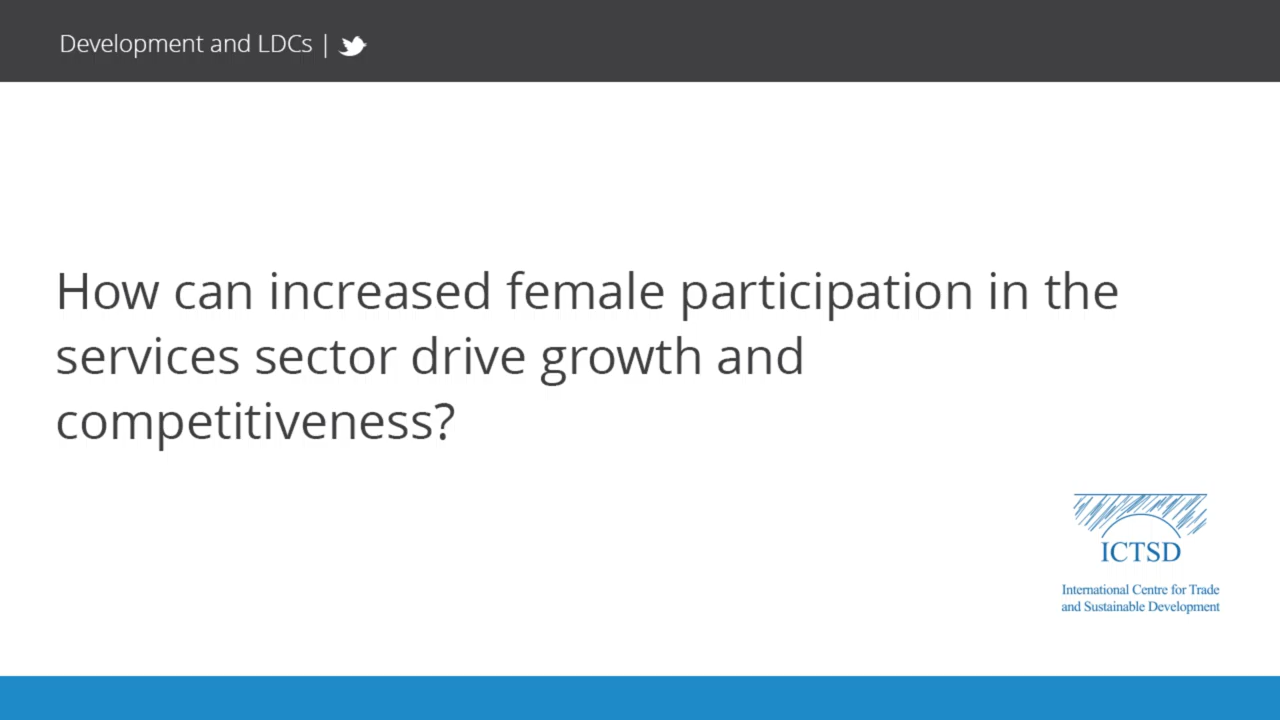 Development and LDCs |
How can increased female participation in the
services sector drive growth and
competitiveness?
ICTSD
International Centre for Trade
and Sustainable Development